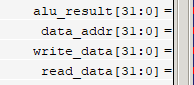 alu_result[31:0] =
data_addr[31:0] =
write_data[31:0] =
read_data[31:0] =